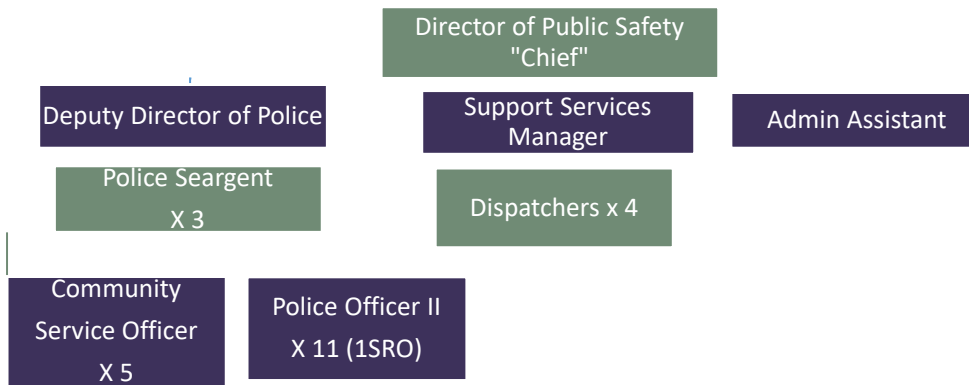 Director of Public Safety
"Chief"
Deputy Director of Police
Support Services
Manager
Admin Assistant
Police Seargent
X 3
Dispatchers x 4
Community
Service Officer
X 5
Police Officer II
X 11 (1SRO)